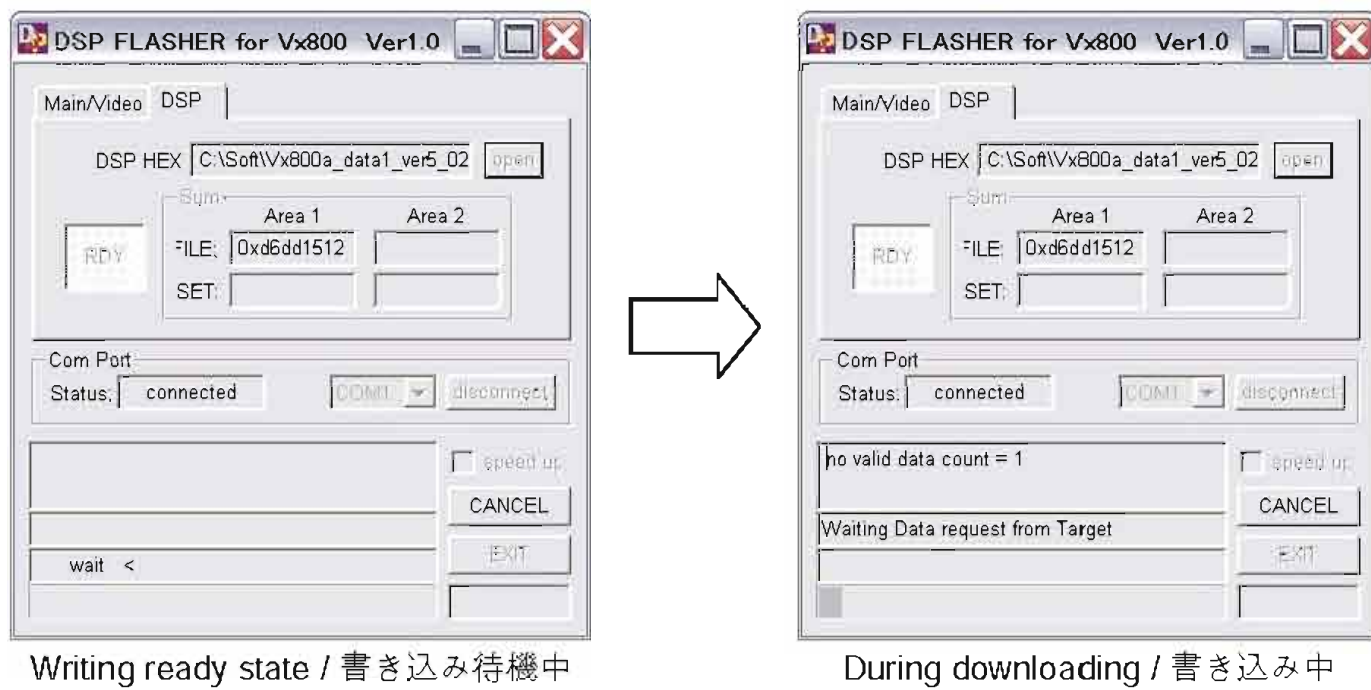 DSP FLASHER for Vx800 Ver1.0
Main/Video DSP
DSP HEX C:\Soft\Vx800a_data1_ver5_02 open
Sum
Area 1 Area 2
RDY
FILE: 0xd6dd1512
SET:
Com Port
Status: connected COM1 disconnect
speed up
CANCEL
EXIT
wait <
Writing ready state / 書き込み待機中
DSP FLASHER for Vx800 Ver1.0
Main/Video DSP
DSP HEX C:\Soft\Vx800a_data1_ver5_02 open
Sum
Area 1 Area 2
RDY
FILE: 0xd6dd1512
SET:
Com Port
Status: connected COM1 disconnect
no valid data count = 1
speed up
CANCEL
Waiting Data request from Target
EXIT
During downloading / 書き込み中